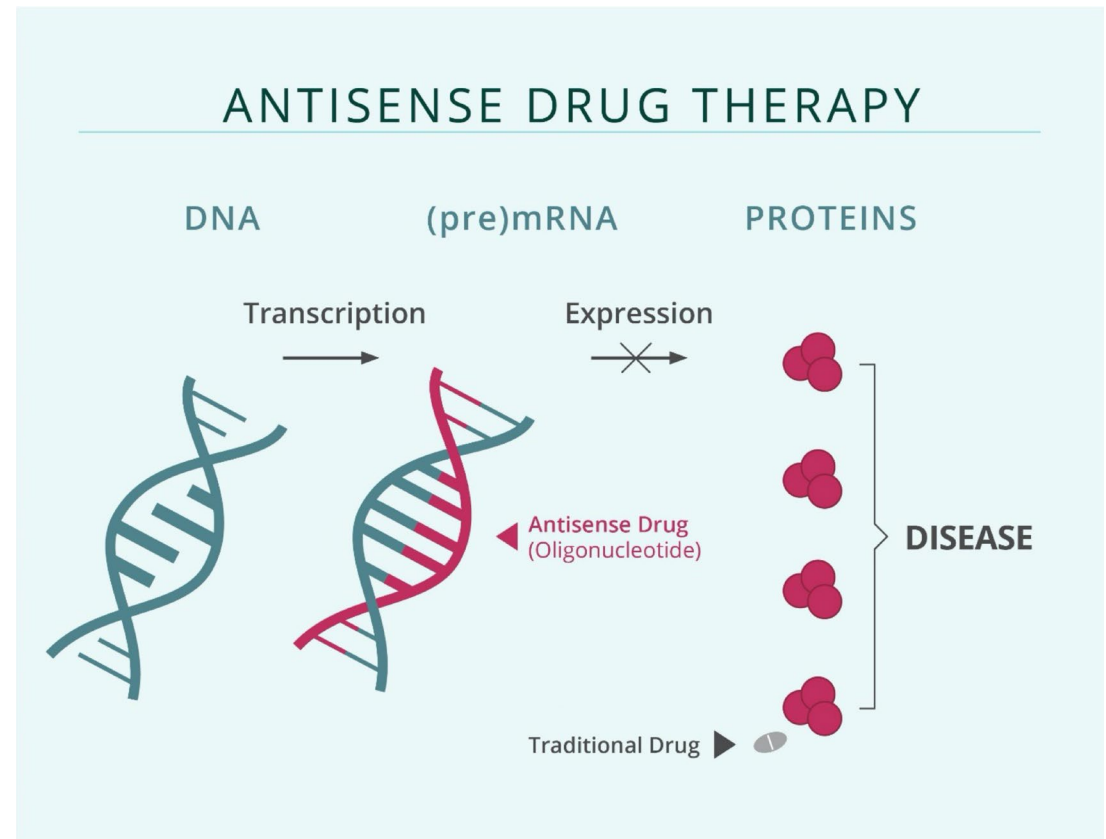 ANTISENSE DRUG THERAPY
DNA
(pre)mRNA
PROTEINS
Transcription
Expression
Antisense Drug
(Oligonucleotide)
DISEASE
Traditional Drug